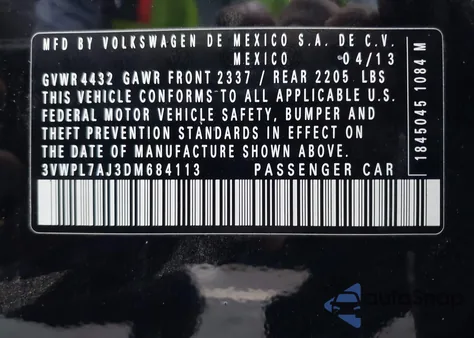 MFD BY VOLKSWAGEN DE MEXICO S.A. DE C.V.
MEXICO 04/13
GVWR4432 GAWR FRONT 2337 / REAR 2205 LBS
THIS VEHICLE CONFORMS TO ALL APPLICABLE U.S.
FEDERAL MOTOR VEHICLE SAFETY, BUMPER AND
THEFT PREVENTION STANDARDS IN EFFECT ON
THE DATE OF MANUFACTURE SHOWN ABOVE.
3VWPL7AJ3DM684113 PASSENGER CAR
1845045 1084 M
autoSwap